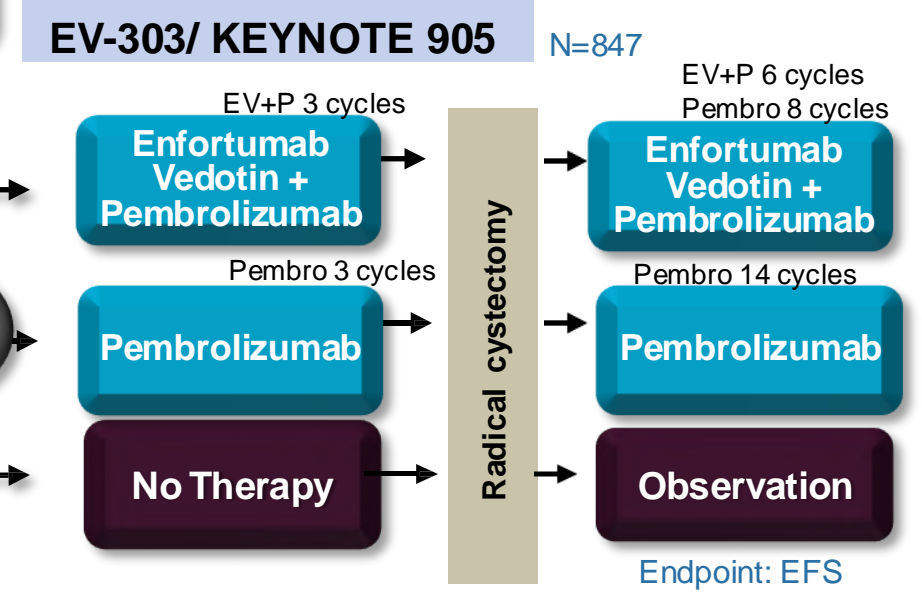 EV-303/ KEYNOTE 905
N=847
EV+P 3 cycles
Enfortumab
Vedotin +
Pembrolizumab
EV+P 6 cycles
Pembro 8 cycles
Enfortumab
Vedotin +
Pembrolizumab
Radical cystectomy
Pembro 3 cycles
Pembrolizumab
Pembro 14 cycles
Pembrolizumab
No Therapy
Observation
Endpoint: EFS